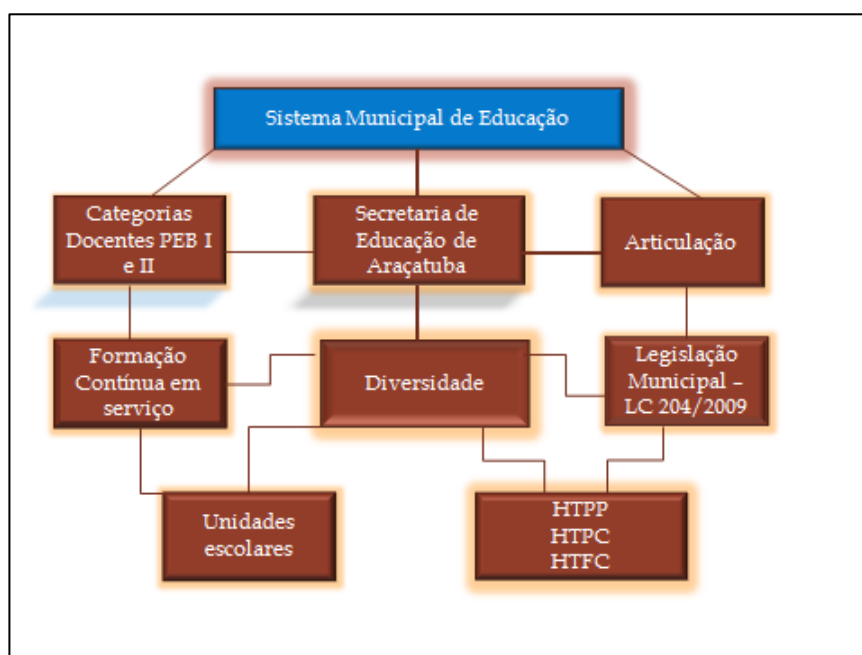 Sistema Municipal de Educação
Categorias
Docentes PEB I
e II
Secretaria de
Educação de
Araçatuba
Articulação
Formação
Contínua em
serviço
Diversidade
Legislação
Municipal –
LC 204/2009
Unidades
escolares
HTPP
HTPC
HTFC